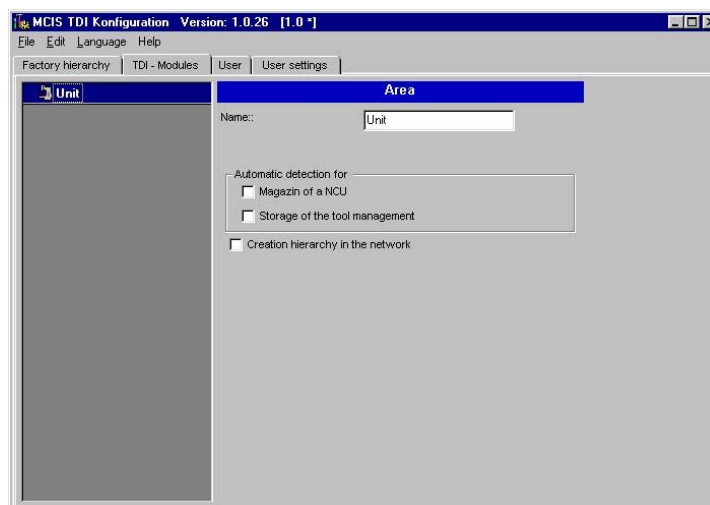 MCIS TDI Konfiguration Version: 1.0.26 [1.0 *]
File Edit Language Help
Factory hierarchy TDI - Modules User User settings
Unit
Area
Name:: Unit
Automatic detection for
Magazin of a NCU
Storage of the tool management
Creation hierarchy in the network